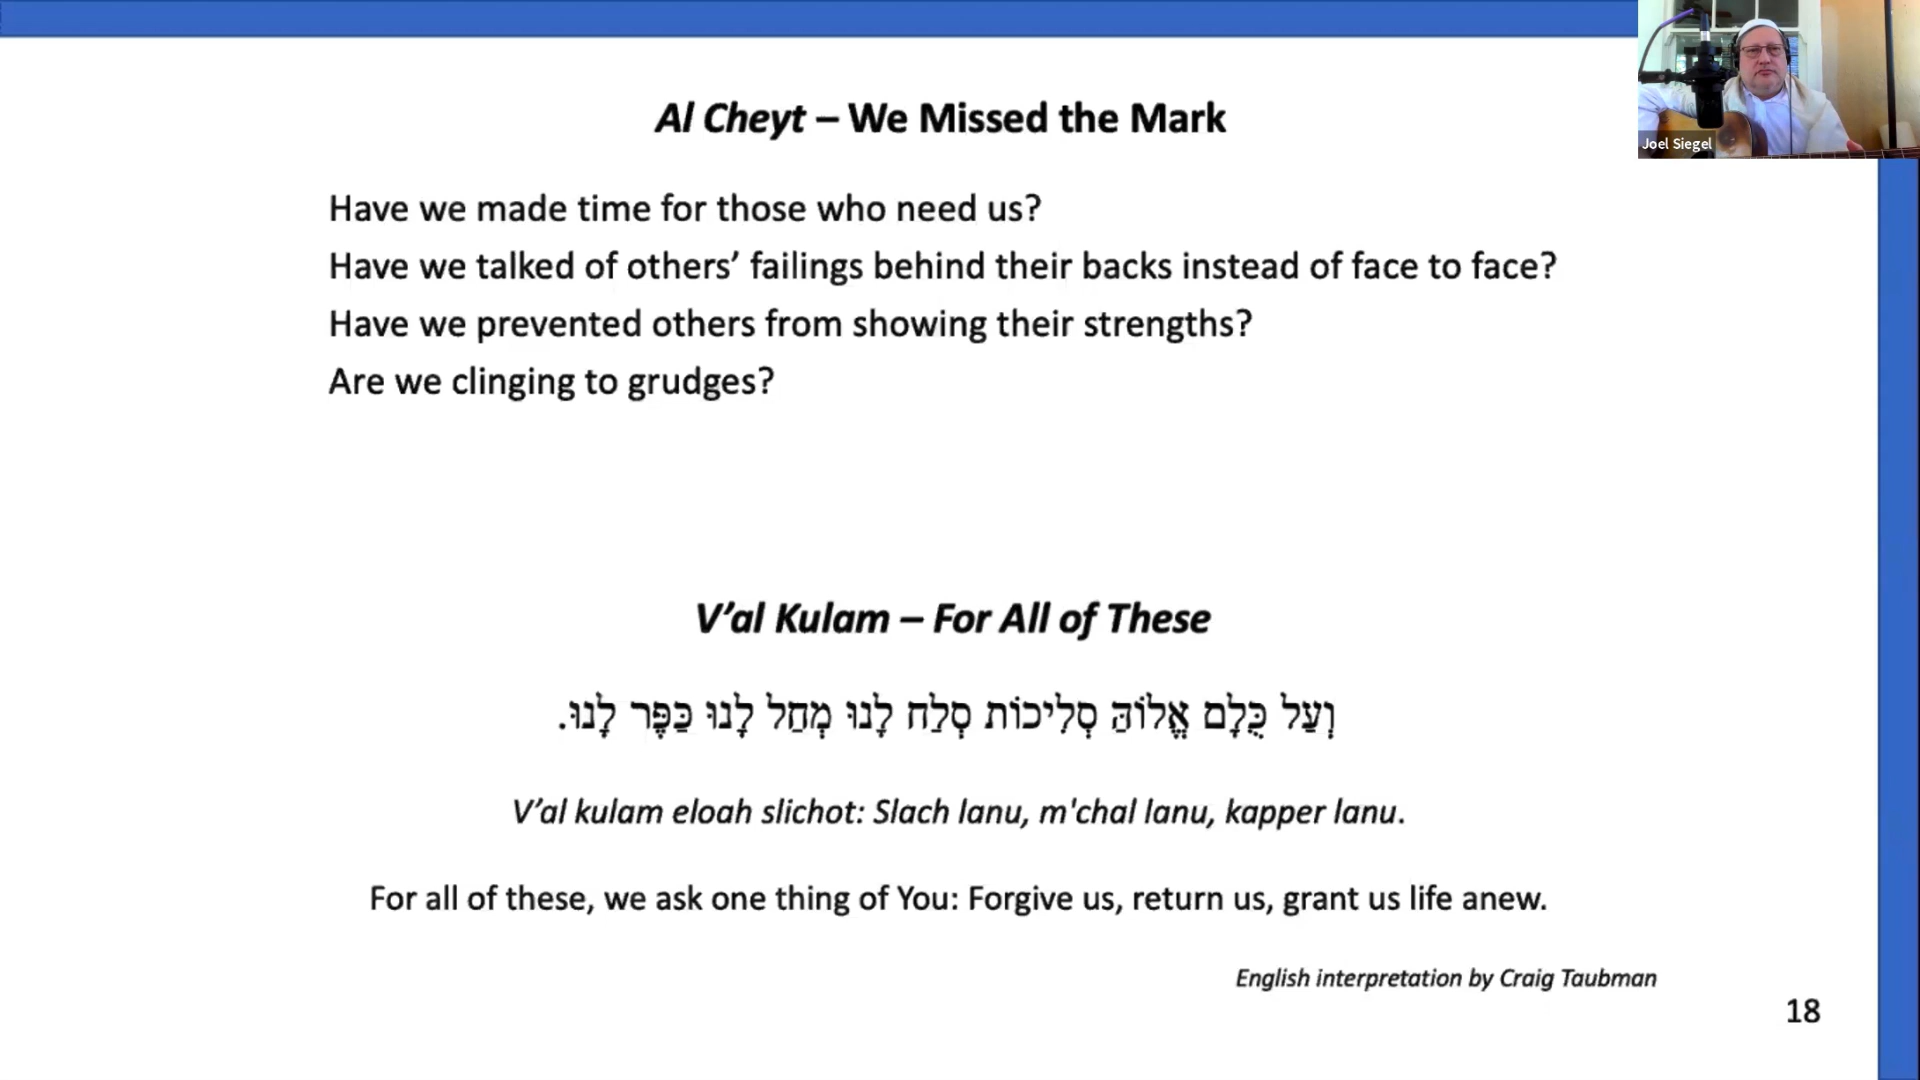 Joel Siegel
Al Cheyt – We Missed the Mark
Have we made time for those who need us?
Have we talked of others’ failings behind their backs instead of face to face?
Have we prevented others from showing their strengths?
Are we clinging to grudges?
V’al Kulam – For All of These
וְעַל כֻּלָם אֱלוֹהַּ סְלִיכוֹת סְלַח לָנוּ מְחַל לָנוּ כַּפֶּר לָנוּ.
V’al kulam eloah slichot: Slach lanu, m'chal lanu, kapper lanu.
For all of these, we ask one thing of You: Forgive us, return us, grant us life anew.
English interpretation by Craig Taubman
18